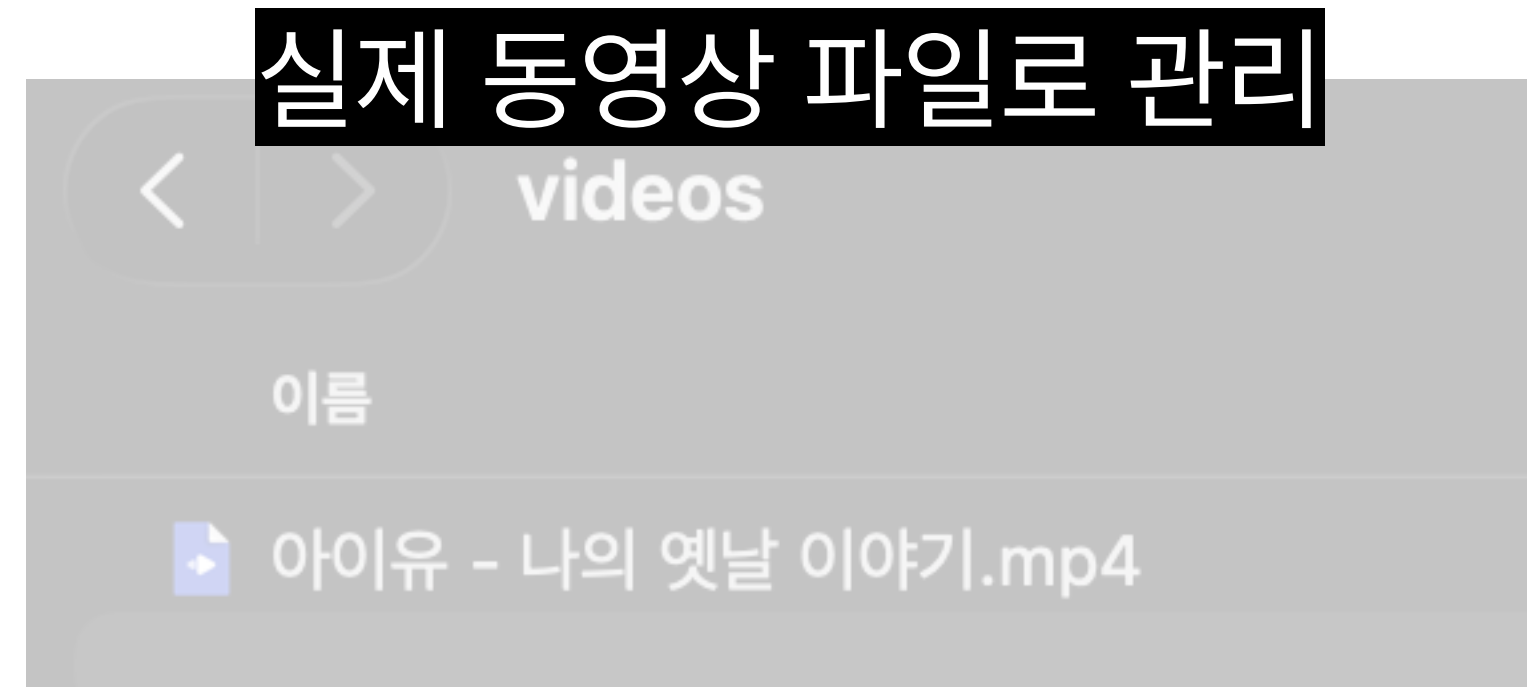 실제 동영상 파일로 관리
videos
이름
아이유 - 나의 옛날 이야기.mp4